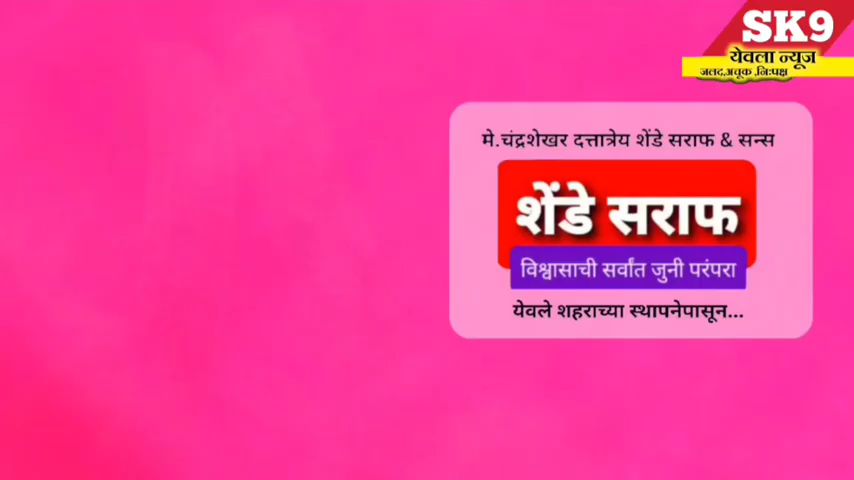 SK9
येवला न्यूज
जलद,अचूक ,निःपक्ष
मे.चंद्रशेखर दत्तात्रेय शेंडे सराफ & सन्स
शेंडे सराफ
विश्वासाची सर्वांत जुनी परंपरा
येवले शहराच्या स्थापनेपासून...